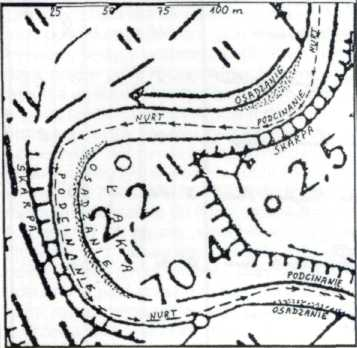 25 50 75 100 m
NURT
OSADZANIE
NURT
PODCINANIE
SKARPA
2.5
SKARPA
PODCINANIE
OSADZANIE
ŁĄKA
2.2
70.4
PODCINANIE
NURT
OSADZANIE